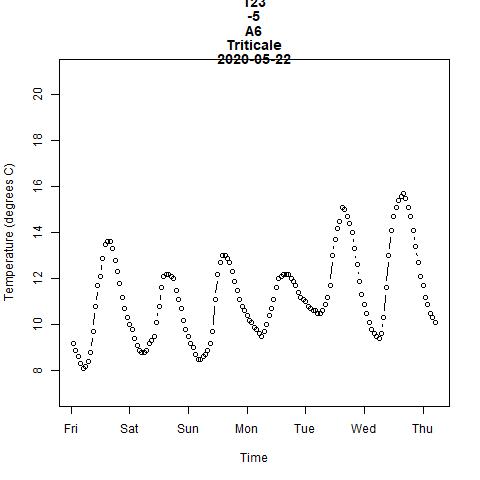 123
-5
A6
Triticale
2020-05-22
Temperature (degrees C)
20
18
16
14
12
10
8
Fri Sat Sun Mon Tue Wed Thu
Time